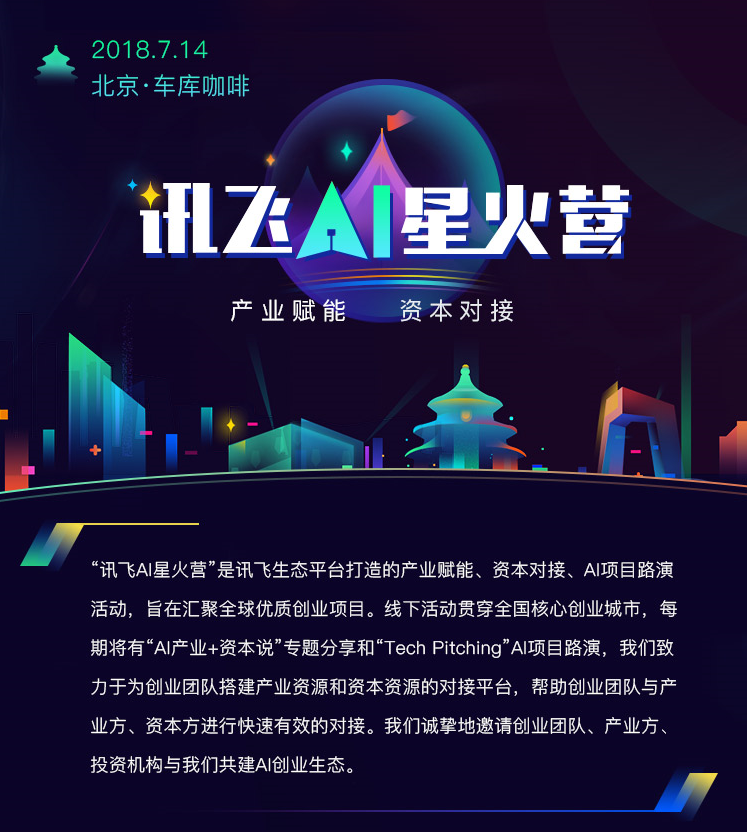 2018.7.14
北京·车库咖啡
讯飞AI星火营
产业赋能 资本对接
“讯飞AI星火营”是讯飞生态平台打造的产业赋能、资本对接、AI项目路演
活动，旨在汇聚全球优质创业项目。线下活动贯穿全国核心创业城市，每
期将有“AI产业+资本说”专题分享和“Tech Pitching”AI项目路演，我们致
力于为创业团队搭建产业资源和资本资源的对接平台，帮助创业团队与产
业方、资本方进行快速有效的对接。我们诚挚地邀请创业团队、产业方、
投资机构与我们共建AI创业生态。